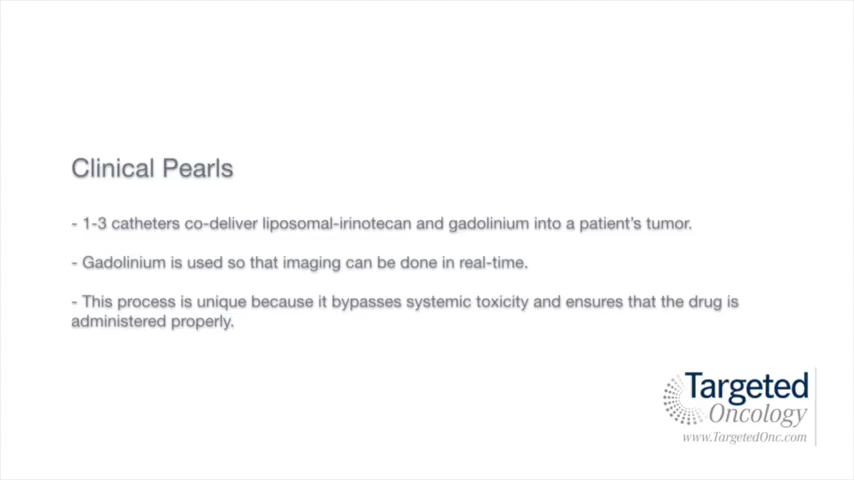 Clinical Pearls
- 1-3 catheters co-deliver liposomal-irinotecan and gadolinium into a patient's tumor.
- Gadolinium is used so that imaging can be done in real-time.
- This process is unique because it bypasses systemic toxicity and ensures that the drug is
administered properly.
Targeted
Oncology
www.TargetedOnc.com